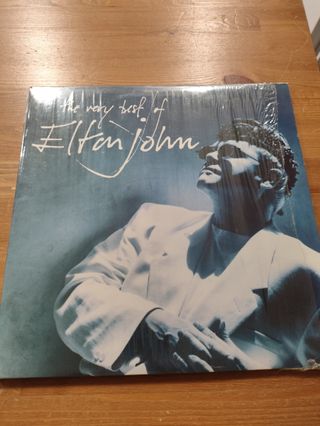 the very best of
Elton john